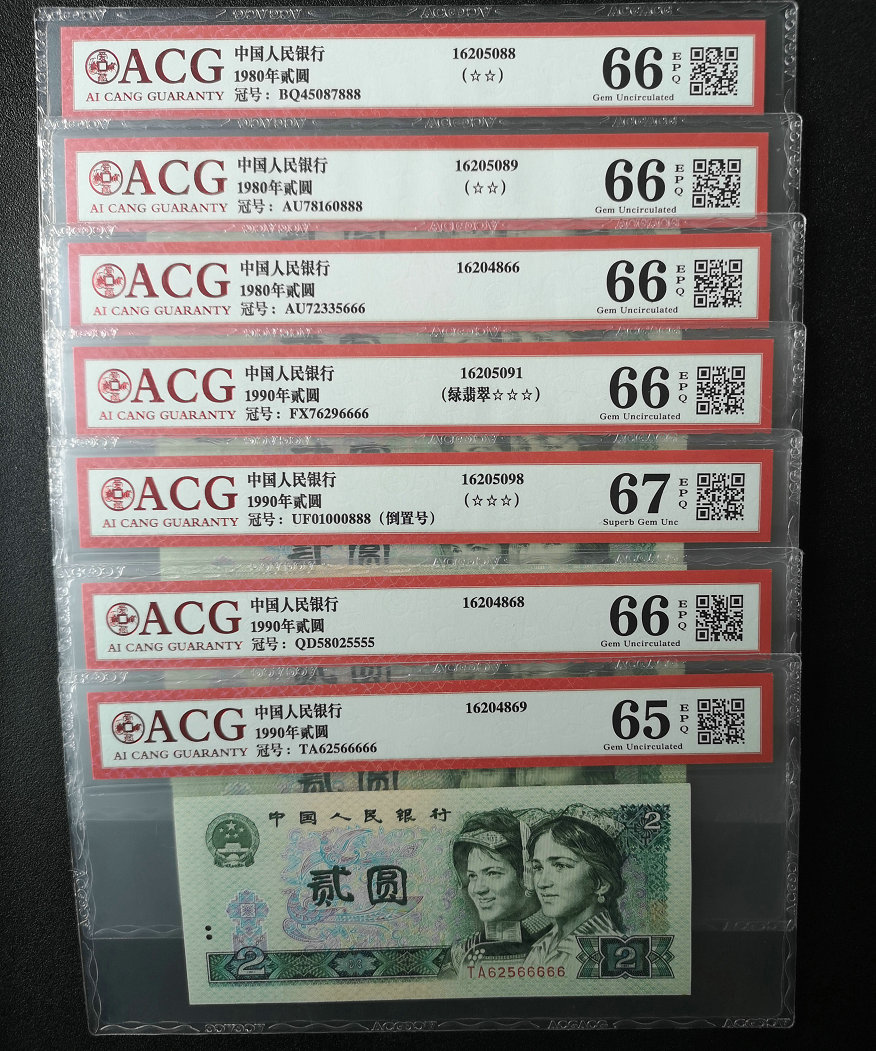 ACG
AI CANG GUARANTY
中国人民银行
1980年贰圆
冠号：BQ45087888
16205088
(☆☆)
66
EPQ
Gem Uncirculated
ACG
AI CANG GUARANTY
中国人民银行
1980年贰圆
冠号：AU78160888
16205089
(☆☆)
66
EPQ
Gem Uncirculated
ACG
AI CANG GUARANTY
中国人民银行
1980年贰圆
冠号：AU72335666
16204866
66
EPQ
Gem Uncirculated
ACG
AI CANG GUARANTY
中国人民银行
1990年贰圆
冠号：FX76296666
16205091
(绿翡翠☆☆☆)
66
EPQ
Gem Uncirculated
ACG
AI CANG GUARANTY
中国人民银行
1990年贰圆
冠号：UF01000888（倒置号）
16205098
(☆☆☆)
67
EPQ
Superb Gem Unc
ACG
AI CANG GUARANTY
中国人民银行
1990年贰圆
冠号：QD58025555
16204868
66
EPQ
Gem Uncirculated
ACG
AI CANG GUARANTY
中国人民银行
1990年贰圆
冠号：TA62566666
16204869
65
EPQ
Gem Uncirculated
中国人民银行
2
贰圆
2
TA62566666
2